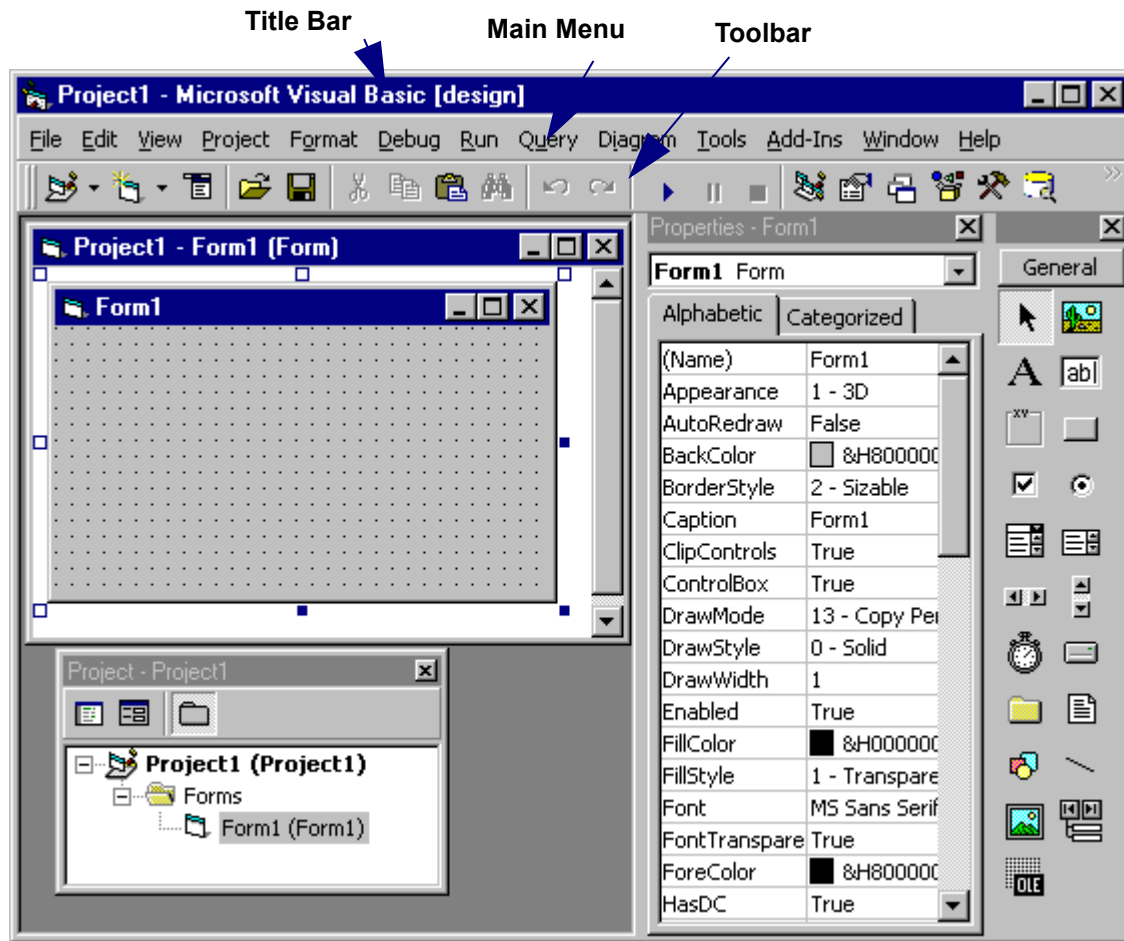 Title Bar
Main Menu
Toolbar
Project1 - Microsoft Visual Basic [design]
File Edit View Project Format Debug Run Query Diagram Tools Add-Ins Window Help
Project1 - Form1 (Form)
Form1
Properties - Form1
Form1 Form
Alphabetic Categorized
(Name) Form1
Appearance 1 - 3D
AutoRedraw False
BackColor &H800000
BorderStyle 2 - Sizable
Caption Form1
ClipControls True
ControlBox True
DrawMode 13 - Copy Pe
DrawStyle 0 - Solid
DrawWidth 1
Enabled True
FillColor &H000000
FillStyle 1 - Transpare
Font MS Sans Serif
FontTranspare True
ForeColor &H800000
HasDC True
General
A ab|
xy
OLE
Project - Project1
Project1 (Project1)
Forms
Form1 (Form1)